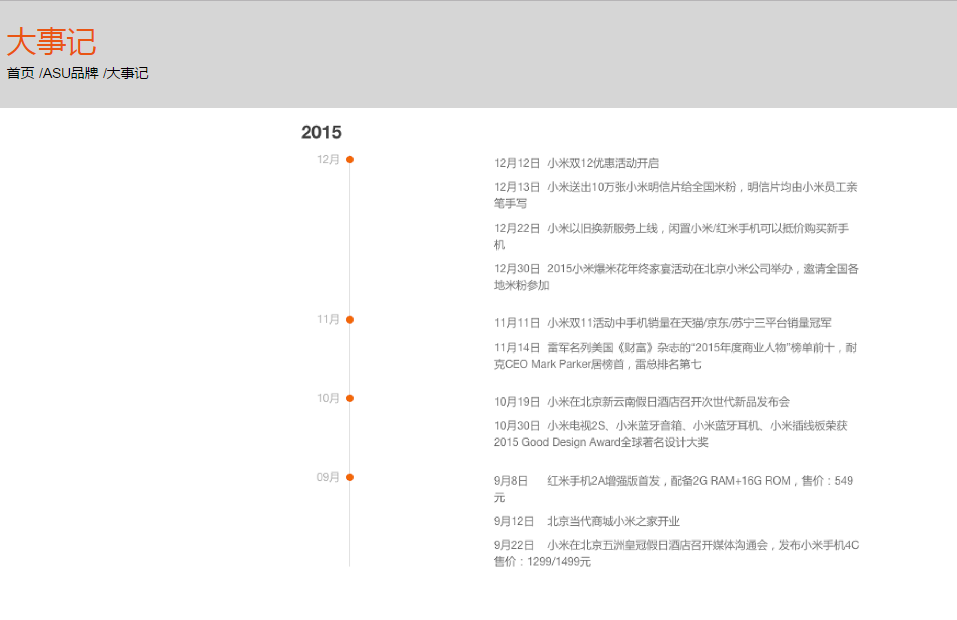 大事记
首页 /ASU品牌 /大事记
2015
12月
12月12日 小米双12优惠活动开启
12月13日 小米送出10万张小米明信片给全国米粉，明信片均由小米员工亲
笔手写
12月22日 小米以旧换新服务上线，闲置小米/红米手机可以抵价购买新手
机
12月30日 2015小米爆米花年终家宴活动在北京小米公司举办，邀请全国各
地米粉参加
11月
11月11日 小米双11活动中手机销量在天猫/京东/苏宁三平台销量冠军
11月14日 雷军名列美国《财富》杂志的“2015年度商业人物”榜单前十，耐
克CEO Mark Parker居榜首，雷总排名第七
10月
10月19日 小米在北京新云南假日酒店召开次世代新品发布会
10月30日 小米电视2S、小米蓝牙音箱、小米蓝牙耳机、小米插线板荣获
2015 Good Design Award全球著名设计大奖
09月
9月8日 红米手机2A增强版首发，配备2G RAM+16G ROM，售价：549
元
9月12日 北京当代商城小米之家开业
9月22日 小米在北京五洲皇冠假日酒店召开媒体沟通会，发布小米手机4C
售价：1299/1499元